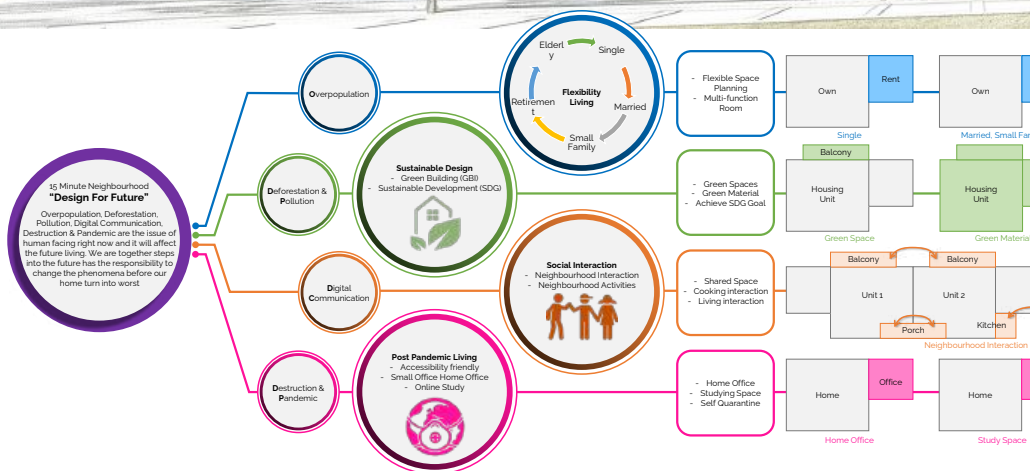 15 Minute Neighbourhood
"Design For Future"
Overpopulation, Deforestation,
Pollution, Digital Communication,
Destruction & Pandemic are the issue of
human facing right now and it will affect
the future living. We are together steps
into the future has the responsibility to
change the phenomena before our
home turn into worst
Overpopulation
Elderl
y
Single
Married
Small
Family
Retiremen
t
Flexibility
Living
- Flexible Space
Planning
- Multi-function
Room
Own
Rent
Single
Own
Married, Small Fa
Deforestation &
Pollution
Sustainable Design
- Green Building (GBI)
- Sustainable Development (SDG)
- Green Spaces
- Green Material
- Achieve SDG Goal
Balcony
Housing
Unit
Green Space
Housing
Unit
Green Materia
Digital
Communication
Social Interaction
- Neighbourhood Interaction
- Neighbourhood Activities
- Shared Space
- Cooking interaction
- Living interaction
Balcony
Balcony
Unit 1
Unit 2
Porch
Kitchen
Neighbourhood Interaction
Destruction &
Pandemic
Post Pandemic Living
- Accessibility friendly
- Small Office Home Office
- Online Study
- Home Office
- Studying Space
- Self Quarantine
Home
Office
Home Office
Home
Study Space